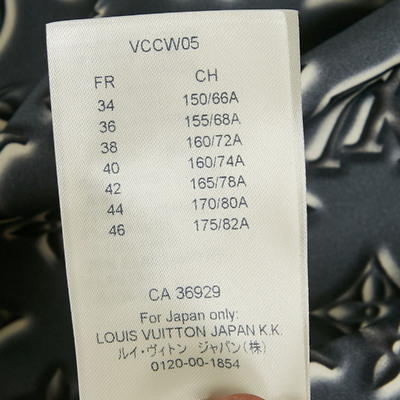 VCCW05
FR CH
34 150/66A
36 155/68A
38 160/72A
40 160/74A
42 165/78A
44 170/80A
46 175/82A
CA 36929
For Japan only:
LOUIS VUITTON JAPAN K.K.
ルイ・ヴィトン ジャパン(株)
0120-00-1854